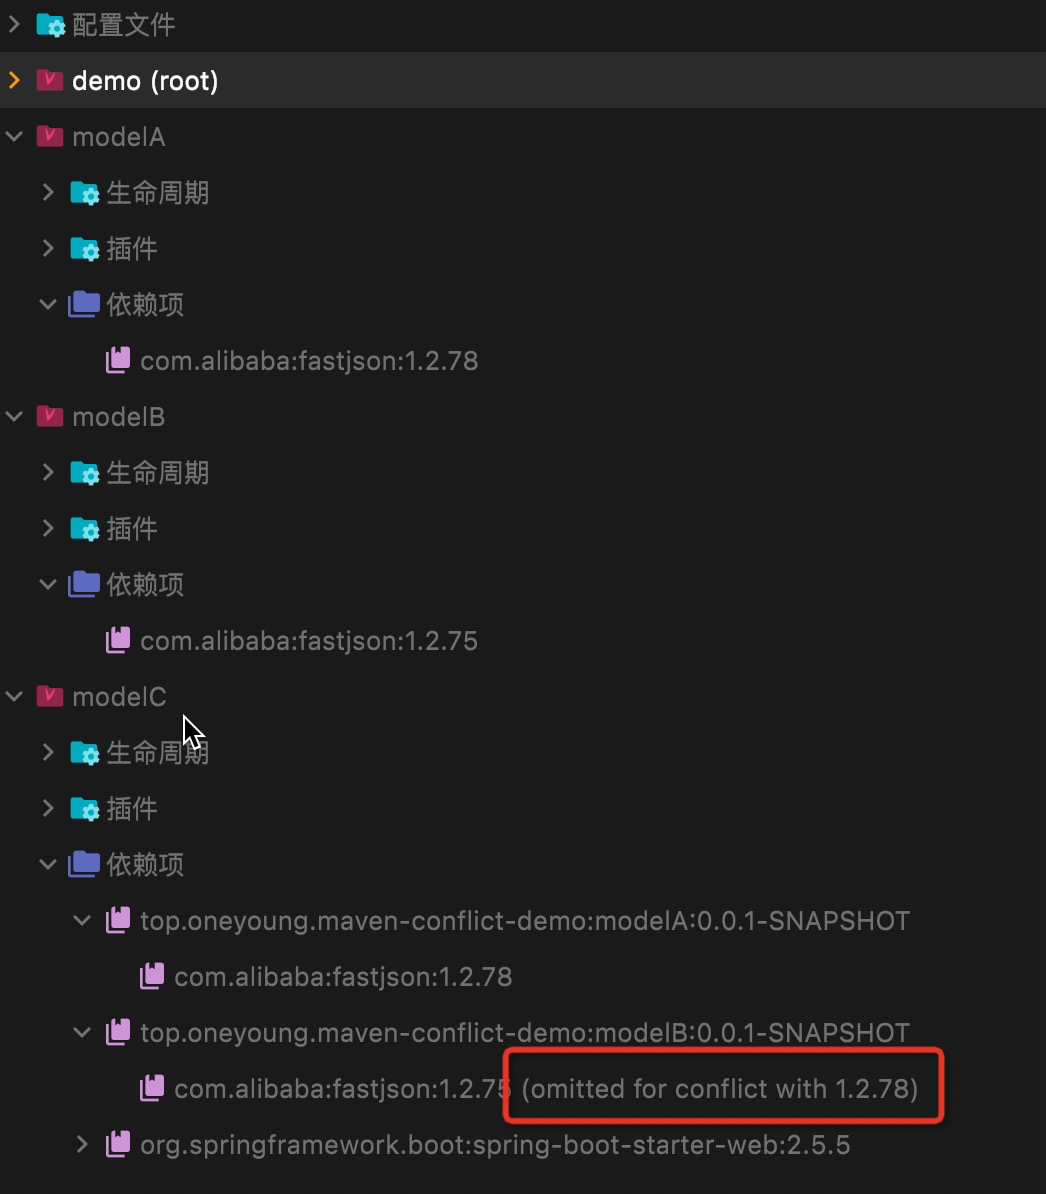 配置文件
demo (root)
modelA
生命周期
插件
依赖项
com.alibaba:fastjson:1.2.78
modelB
生命周期
插件
依赖项
com.alibaba:fastjson:1.2.75
modelC
生命周期
插件
依赖项
top.oneyoung.maven-conflict-demo:modelA:0.0.1-SNAPSHOT
com.alibaba:fastjson:1.2.78
top.oneyoung.maven-conflict-demo:modelB:0.0.1-SNAPSHOT
com.alibaba:fastjson:1.2.75 (omitted for conflict with 1.2.78)
org.springframework.boot:spring-boot-starter-web:2.5.5